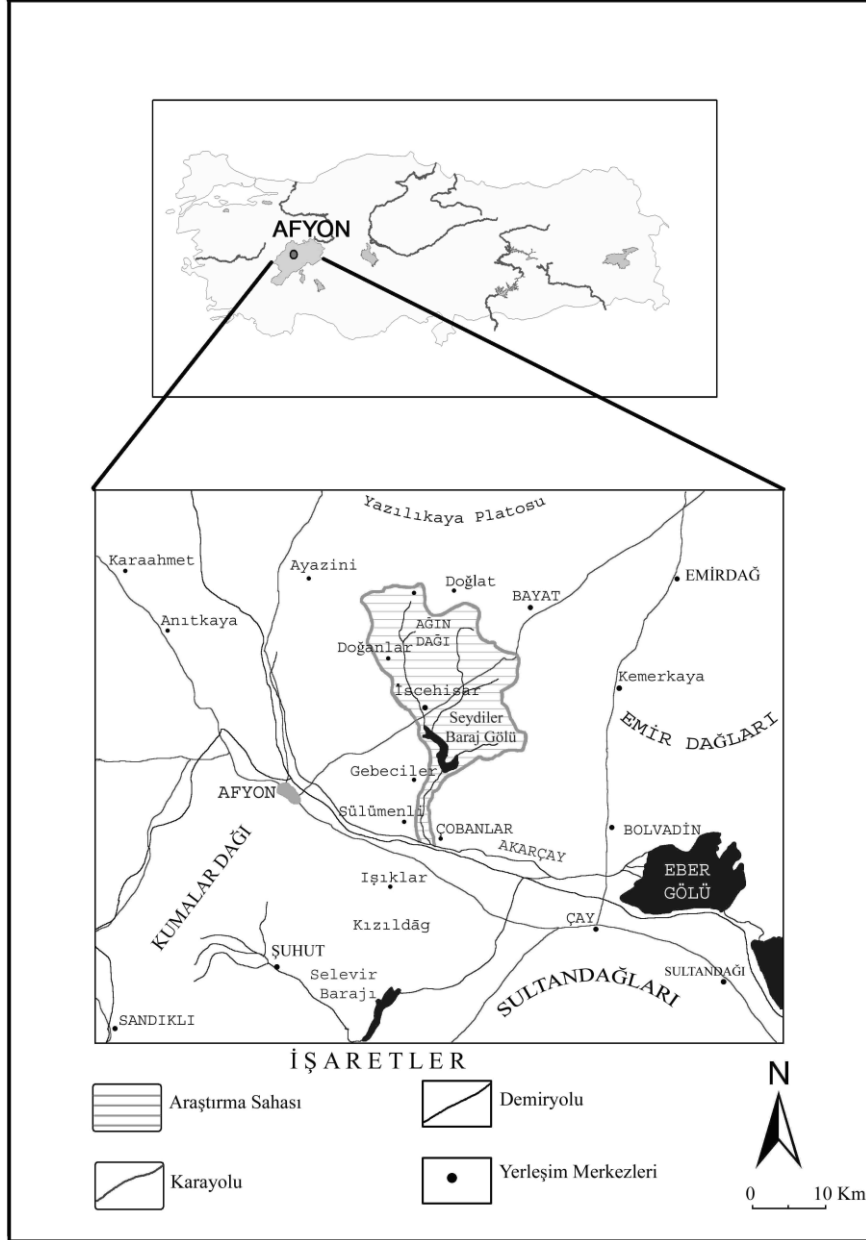 AFYON
Yazılıkaya Platosu
Karaahmet
Ayazini
Doğlat
BAYAT
EMİRDAĞ
Anıtkaya
AĞIN
DAĞI
Doğanlar
Kemerkaya
İscehisar
Seydiler
Baraj Gölü
EMİR DAĞLARI
Gebeciler
AFYON
Sülümenli
ÇOBANLAR
BOLVADİN
AKARÇAY
EBER
GÖLÜ
KUMALAR DAĞI
Işıklar
Kızıldāg
ÇAY
ŞUHUT
Selevir
Barajı
SULTANDAĞLARI
SULTANDAĞI
SANDIKLI
İŞARETLER
Araştırma Sahası
Demiryolu
Karayolu
Yerleşim Merkezleri
N
0 10 Km